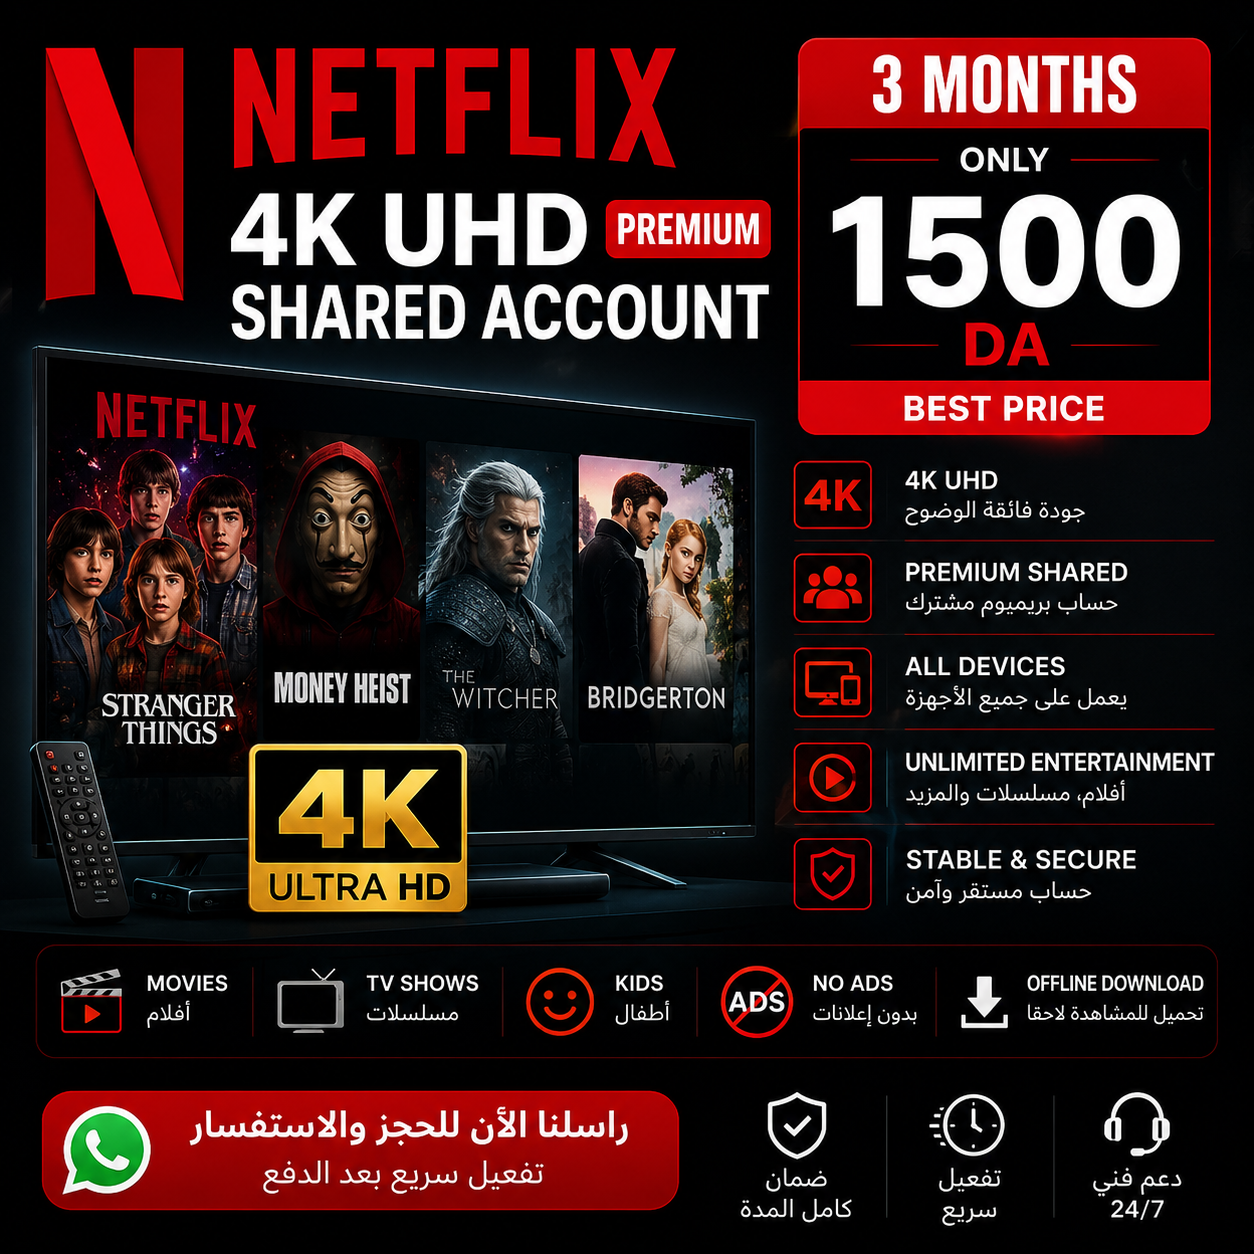 NETFLIX
4K UHD PREMIUM
SHARED ACCOUNT
3 MONTHS
ONLY
1500
DA
BEST PRICE
NETFLIX
STRANGER
THINGS
MONEY HEIST
THE
WITCHER
BRIDGERTON
4K
ULTRA HD
4K
4K UHD
جودة فائقة الوضوح
PREMIUM SHARED
حساب بريميوم مشترك
ALL DEVICES
يعمل على جميع الأجهزة
UNLIMITED ENTERTAINMENT
أفلام، مسلسلات والمزيد
STABLE & SECURE
حساب مستقر وآمن
MOVIES
أفلام
TV SHOWS
مسلسلات
KIDS
أطفال
ADS
NO ADS
بدون إعلانات
OFFLINE DOWNLOAD
تحميل للمشاهدة لاحقا
راسلنا الأن للحجز والاستفسار
تفعيل سريع بعد الدفع
ضمان
كامل المدة
تفعيل
سريع
دعم فني
24/7